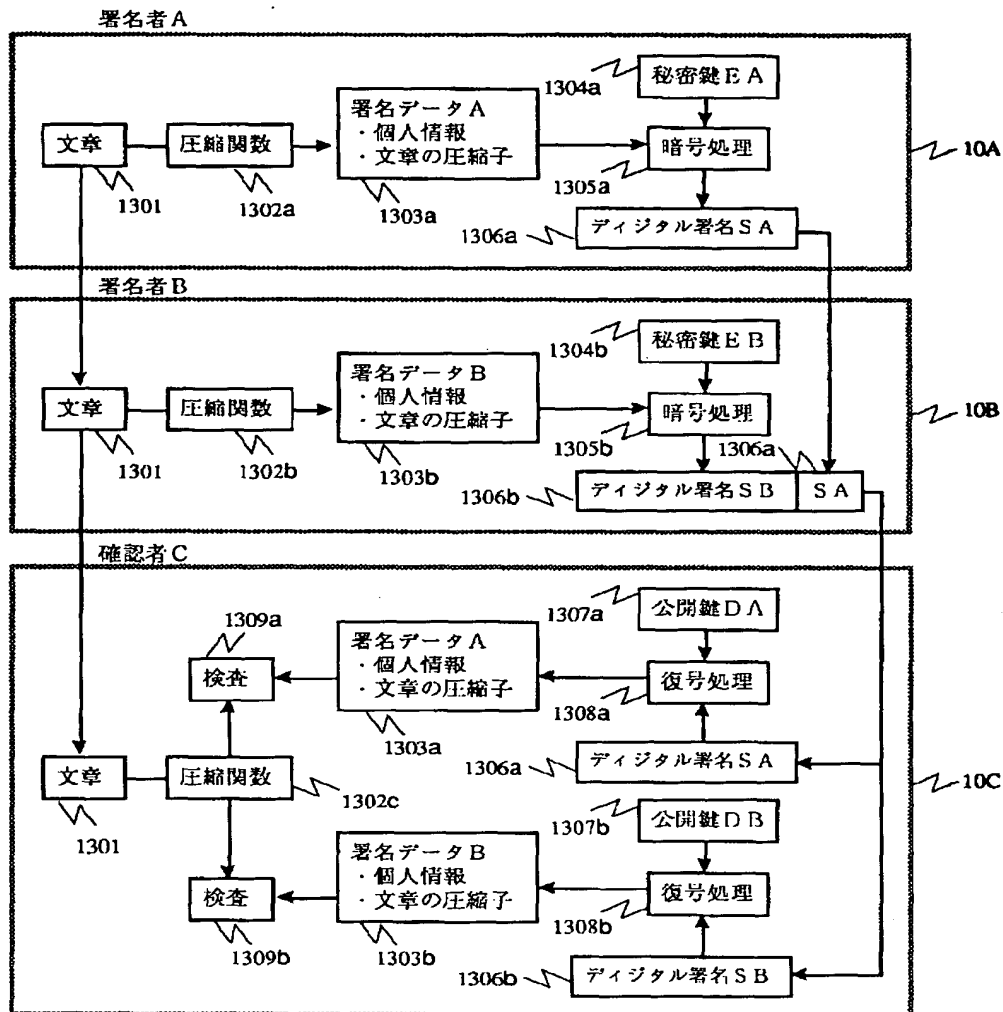 署名者A
1304a
秘密鍵EA
文章
圧縮関数
署名データA
・個人情報
・文章の圧縮子
暗号処理
10A
1301
1302a
1303a
1305a
1306a
ディジタル署名SA
署名者B
1304b
秘密鍵EB
文章
圧縮関数
署名データB
・個人情報
・文章の圧縮子
暗号処理
10B
1301
1302b
1303b
1305b
1306a
1306b
ディジタル署名SB
SA
確認者C
1309a
検査
署名データA
・個人情報
・文章の圧縮子
1307a
公開鍵DA
復号処理
1308a
1303a
1306a
ディジタル署名SA
文章
圧縮関数
1302c
1301
10C
1307b
公開鍵DB
署名データB
・個人情報
・文章の圧縮子
検査
復号処理
1308b
1309b
1303b
1306b
ディジタル署名SB